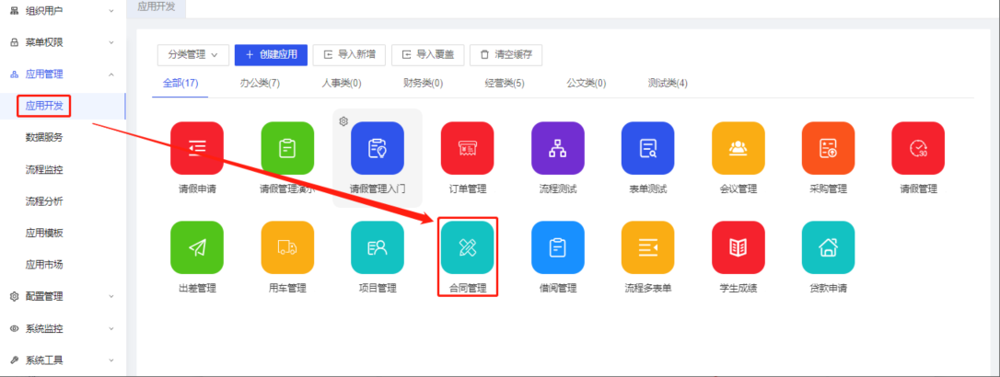 组织用户
菜单权限
应用管理
应用开发
数据服务
流程监控
流程分析
应用模板
应用市场
配置管理
系统监控
系统工具
应用开发
分类管理 创建应用 导入新增 导入覆盖 清空缓存
全部(17) 办公类(7) 人事类(0) 财务类(0) 经营类(5) 公文类(0) 测试类(4)
请假申请 请假管理演示 请假管理入门 订单管理 流程测试 表单测试 会议管理 采购管理 请假管理
出差管理 用车管理 项目管理 合同管理 借阅管理 流程多表单 学生成绩 贷款申请